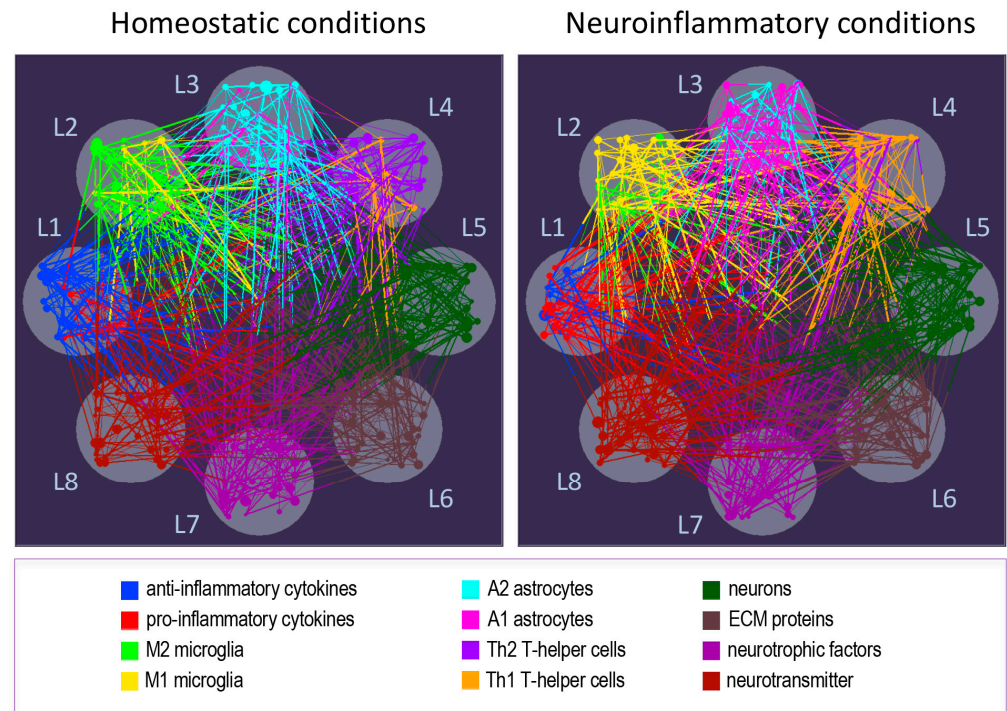 Homeostatic conditions
Neuroinflammatory conditions
L3
L4
L2
L1
L5
L8
L6
L7
L3
L4
L2
L1
L5
L8
L6
L7
anti-inflammatory cytokines
pro-inflammatory cytokines
M2 microglia
M1 microglia
A2 astrocytes
A1 astrocytes
Th2 T-helper cells
Th1 T-helper cells
neurons
ECM proteins
neurotrophic factors
neurotransmitter